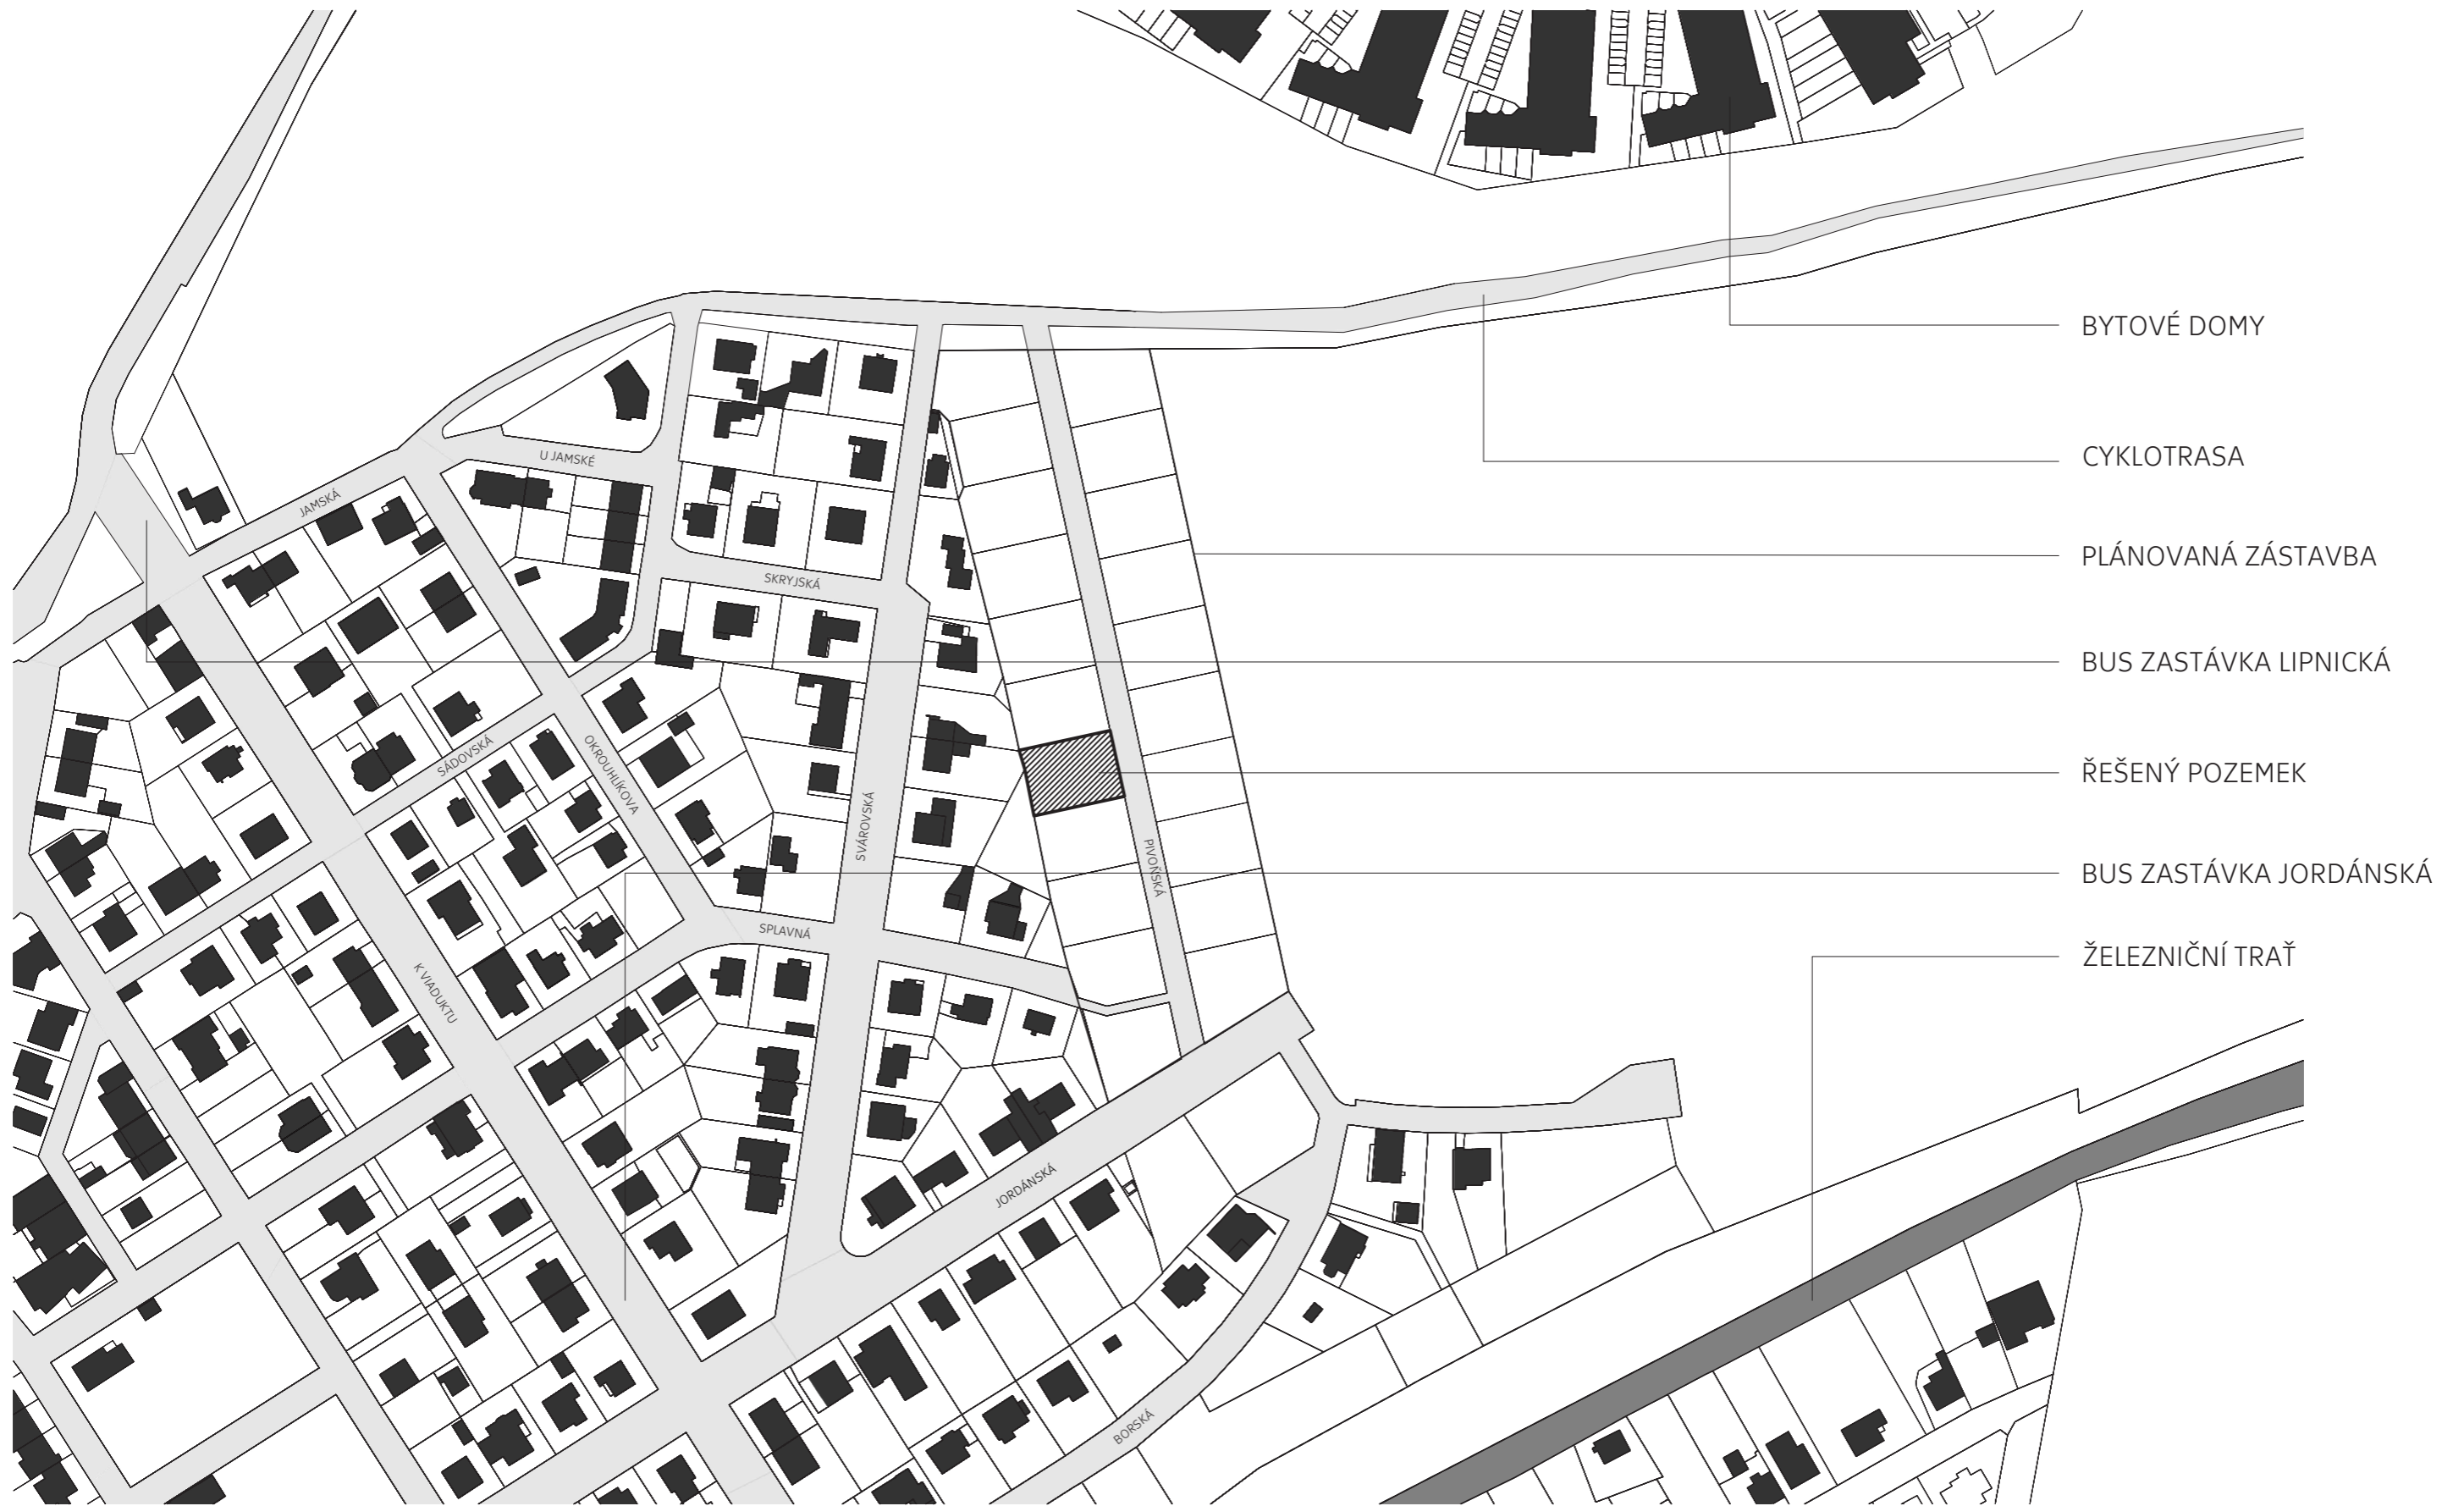 BYTOVÉ DOMY
CYKLOTRASA
U JAMSKÉ
JAMSKÁ
PLÁNOVANÁ ZÁSTAVBA
SKRYJSKÁ
BUS ZASTÁVKA LIPNICKÁ
SÁDOVSKÁ
OKROUHLÍKOVA
ŘEŠENÝ POZEMEK
SVÁROVSKÁ
PIVOŇSKÁ
BUS ZASTÁVKA JORDÁNSKÁ
SPLAVNÁ
ŽELEZNIČNÍ TRAŤ
K VIADUKTU
JORDÁNSKÁ
BORSKÁ